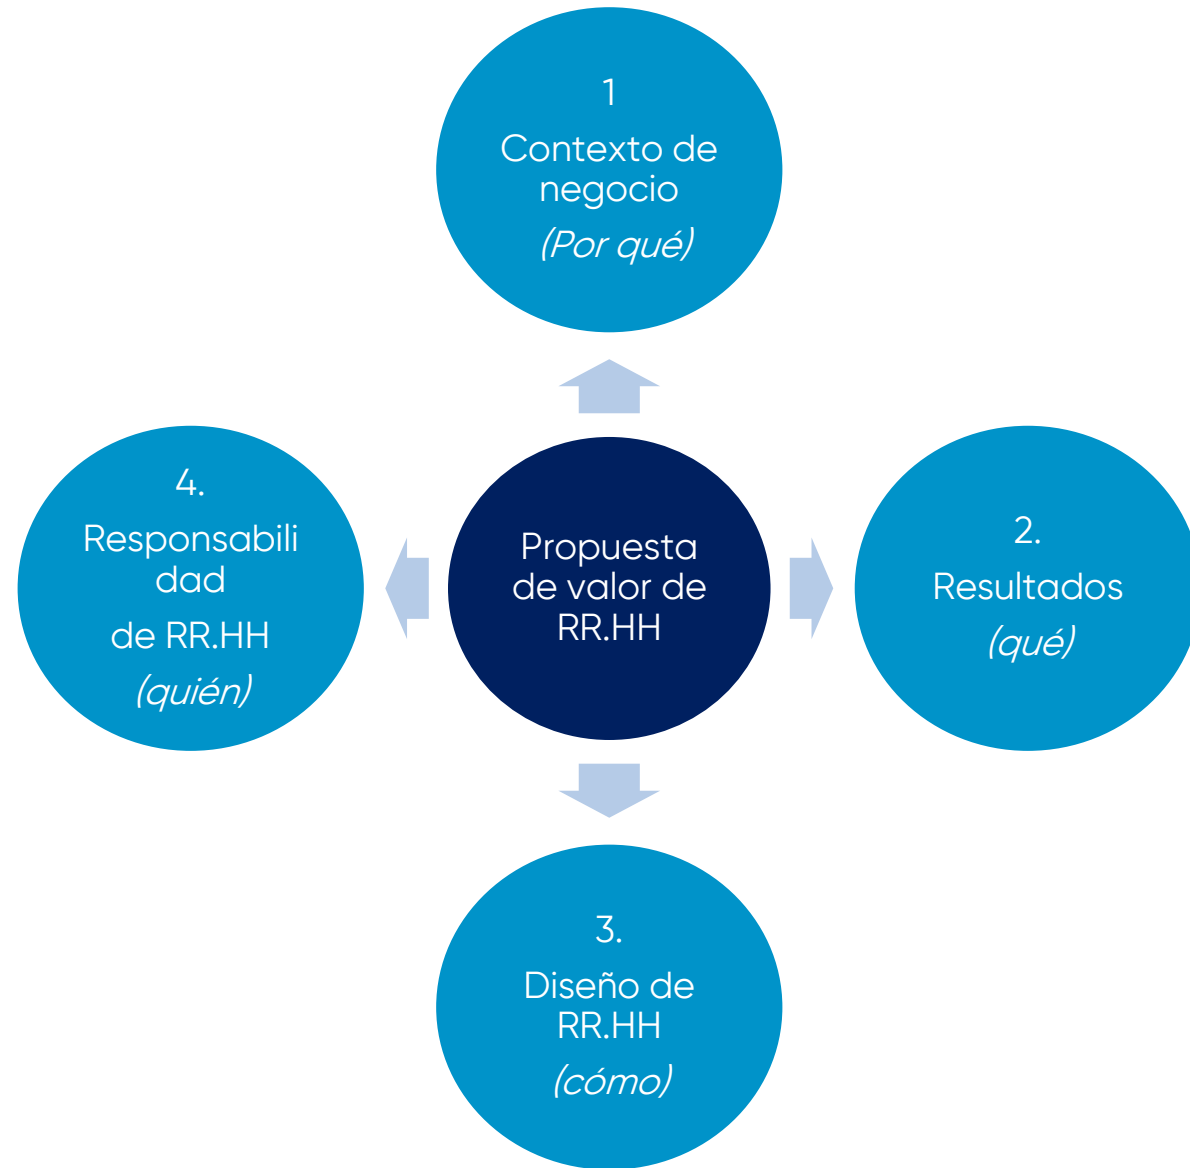 1
Contexto de
negocio
(Por qué)
4.
Responsabili
dad
de RR.HH
(quién)
Propuesta
de valor de
RR.HH
2.
Resultados
(qué)
3.
Diseño de
RR.HH
(cómo)